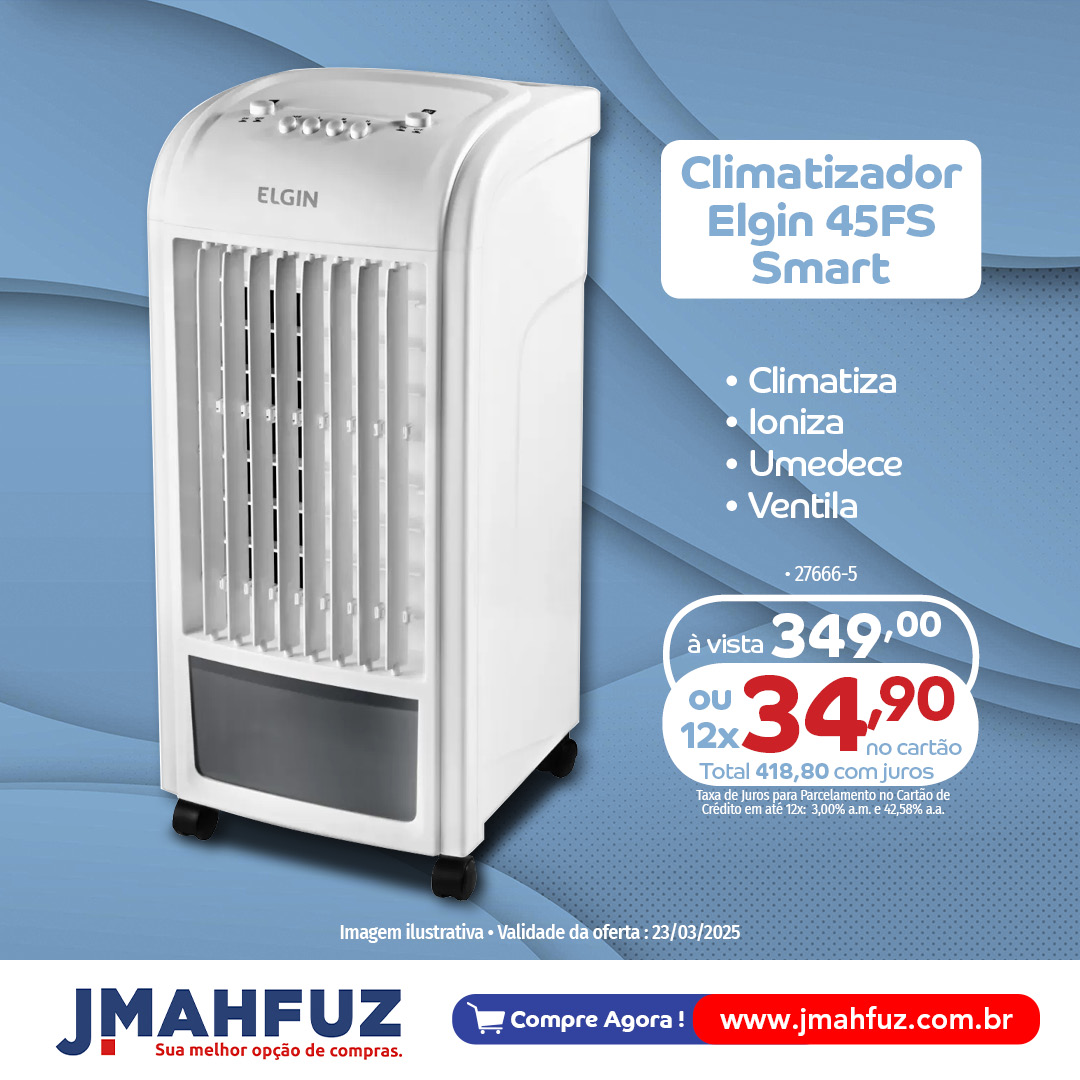 ELGIN
Climatizador
Elgin 45FS
Smart
• Climatiza
• Ioniza
• Umedece
• Ventila
• 27666-5
à vista 349,00
ou
12x 34,90
no cartão
Total 418,80 com juros
Taxa de Juros para Parcelamento no Cartão de
Crédito em até 12x: 3,00% a.m. e 42,58% a.a.
Imagem ilustrativa • Validade da oferta : 23/03/2025
JMAHFUZ
Sua melhor opção de compras.
Compre Agora !
www.jmahfuz.com.br